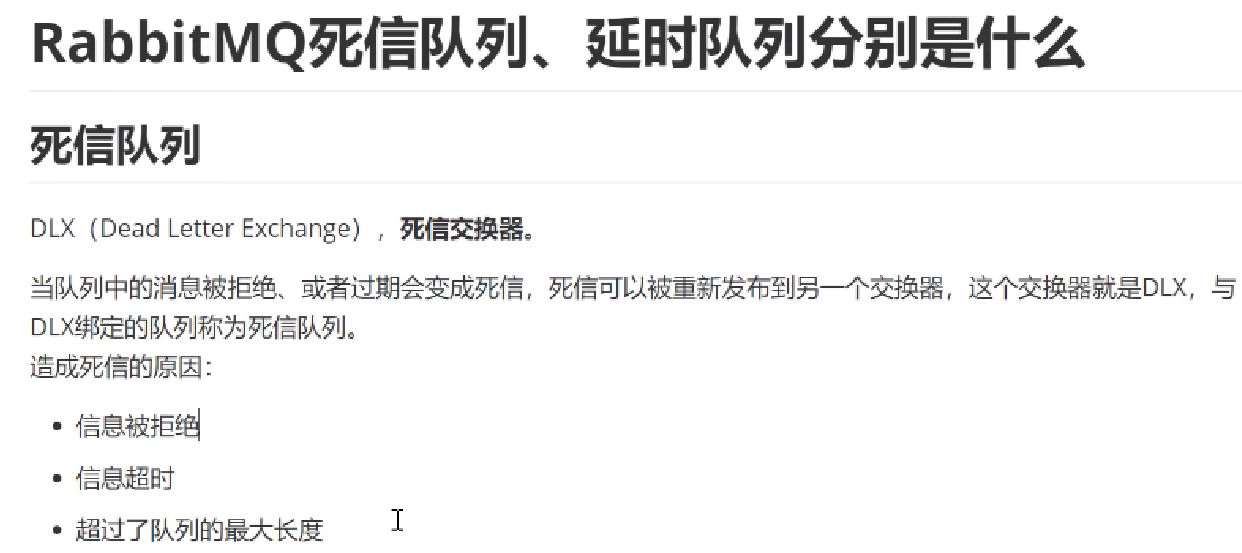 RabbitMQ死信队列、延时队列分别是什么
死信队列
DLX（Dead Letter Exchange），死信交换器。
当队列中的消息被拒绝、或者过期会变成死信，死信可以被重新发布到另一个交换器，这个交换器就是DLX，与
DLX绑定的队列称为死信队列。
造成死信的原因：
• 信息被拒绝
• 信息超时
• 超过了队列的最大长度